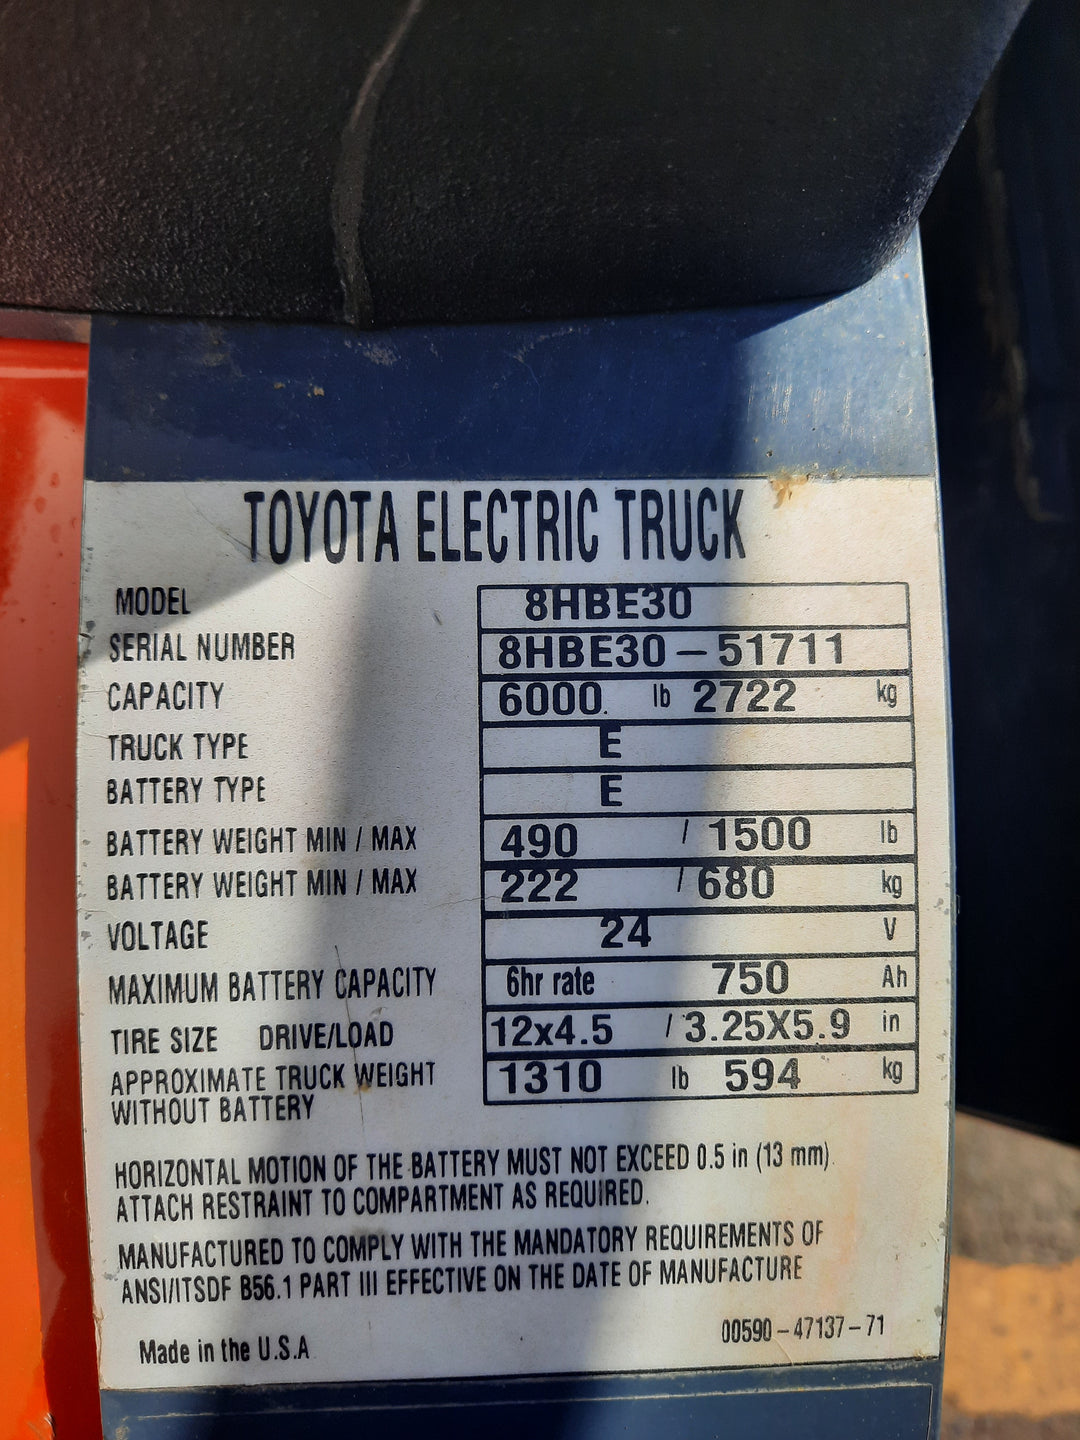 TOYOTA ELECTRIC TRUCK
MODEL 8HBE30
SERIAL NUMBER 8HBE30-51711
CAPACITY 6000. lb 2722 kg
TRUCK TYPE E
BATTERY TYPE E
BATTERY WEIGHT MIN / MAX 490 / 1500 lb
BATTERY WEIGHT MIN / MAX 222 / 680 kg
VOLTAGE 24 V
MAXIMUM BATTERY CAPACITY 6hr rate 750 Ah
TIRE SIZE DRIVE/LOAD 12x4.5 / 3.25X5.9 in
APPROXIMATE TRUCK WEIGHT 1310 lb 594 kg
WITHOUT BATTERY
HORIZONTAL MOTION OF THE BATTERY MUST NOT EXCEED 0.5 in (13 mm).
ATTACH RESTRAINT TO COMPARTMENT AS REQUIRED.
MANUFACTURED TO COMPLY WITH THE MANDATORY REQUIREMENTS OF
ANSI/ITSDF B56.1 PART III EFFECTIVE ON THE DATE OF MANUFACTURE
00590-47137-71
Made in the U.S.A